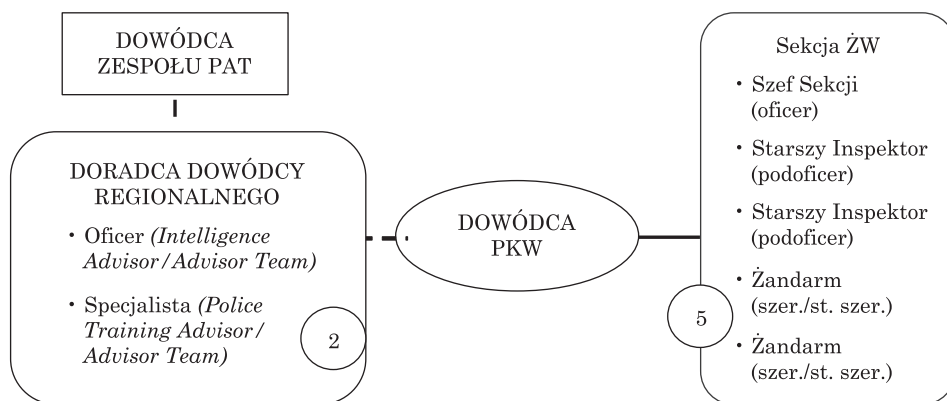 DOWÓDCA
ZESPOŁU PAT
DORADCA DOWÓDCY
REGIONALNEGO
• Oficer (Intelligence
Advisor/Advisor Team)
• Specjalista (Police
Training Advisor/
Advisor Team)
2
DOWÓDCA
PKW
Sekcja ŻW
• Szef Sekcji
(oficer)
• Starszy Inspektor
(podoficer)
• Starszy Inspektor
(podoficer)
• Żandarm
(szer./st. szer.)
• Żandarm
(szer./st. szer.)
5